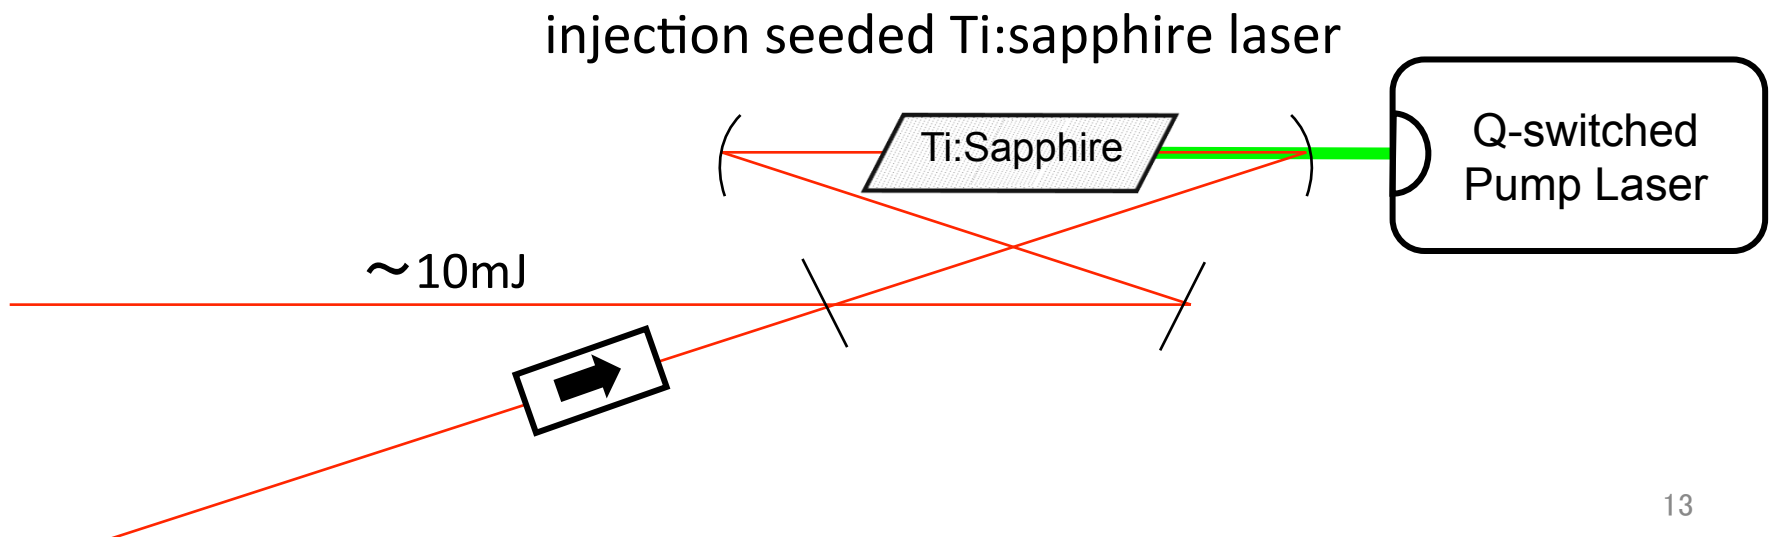 injection seeded Ti:sapphire laser
Ti:Sapphire
Q-switched
Pump Laser
～10mJ
13